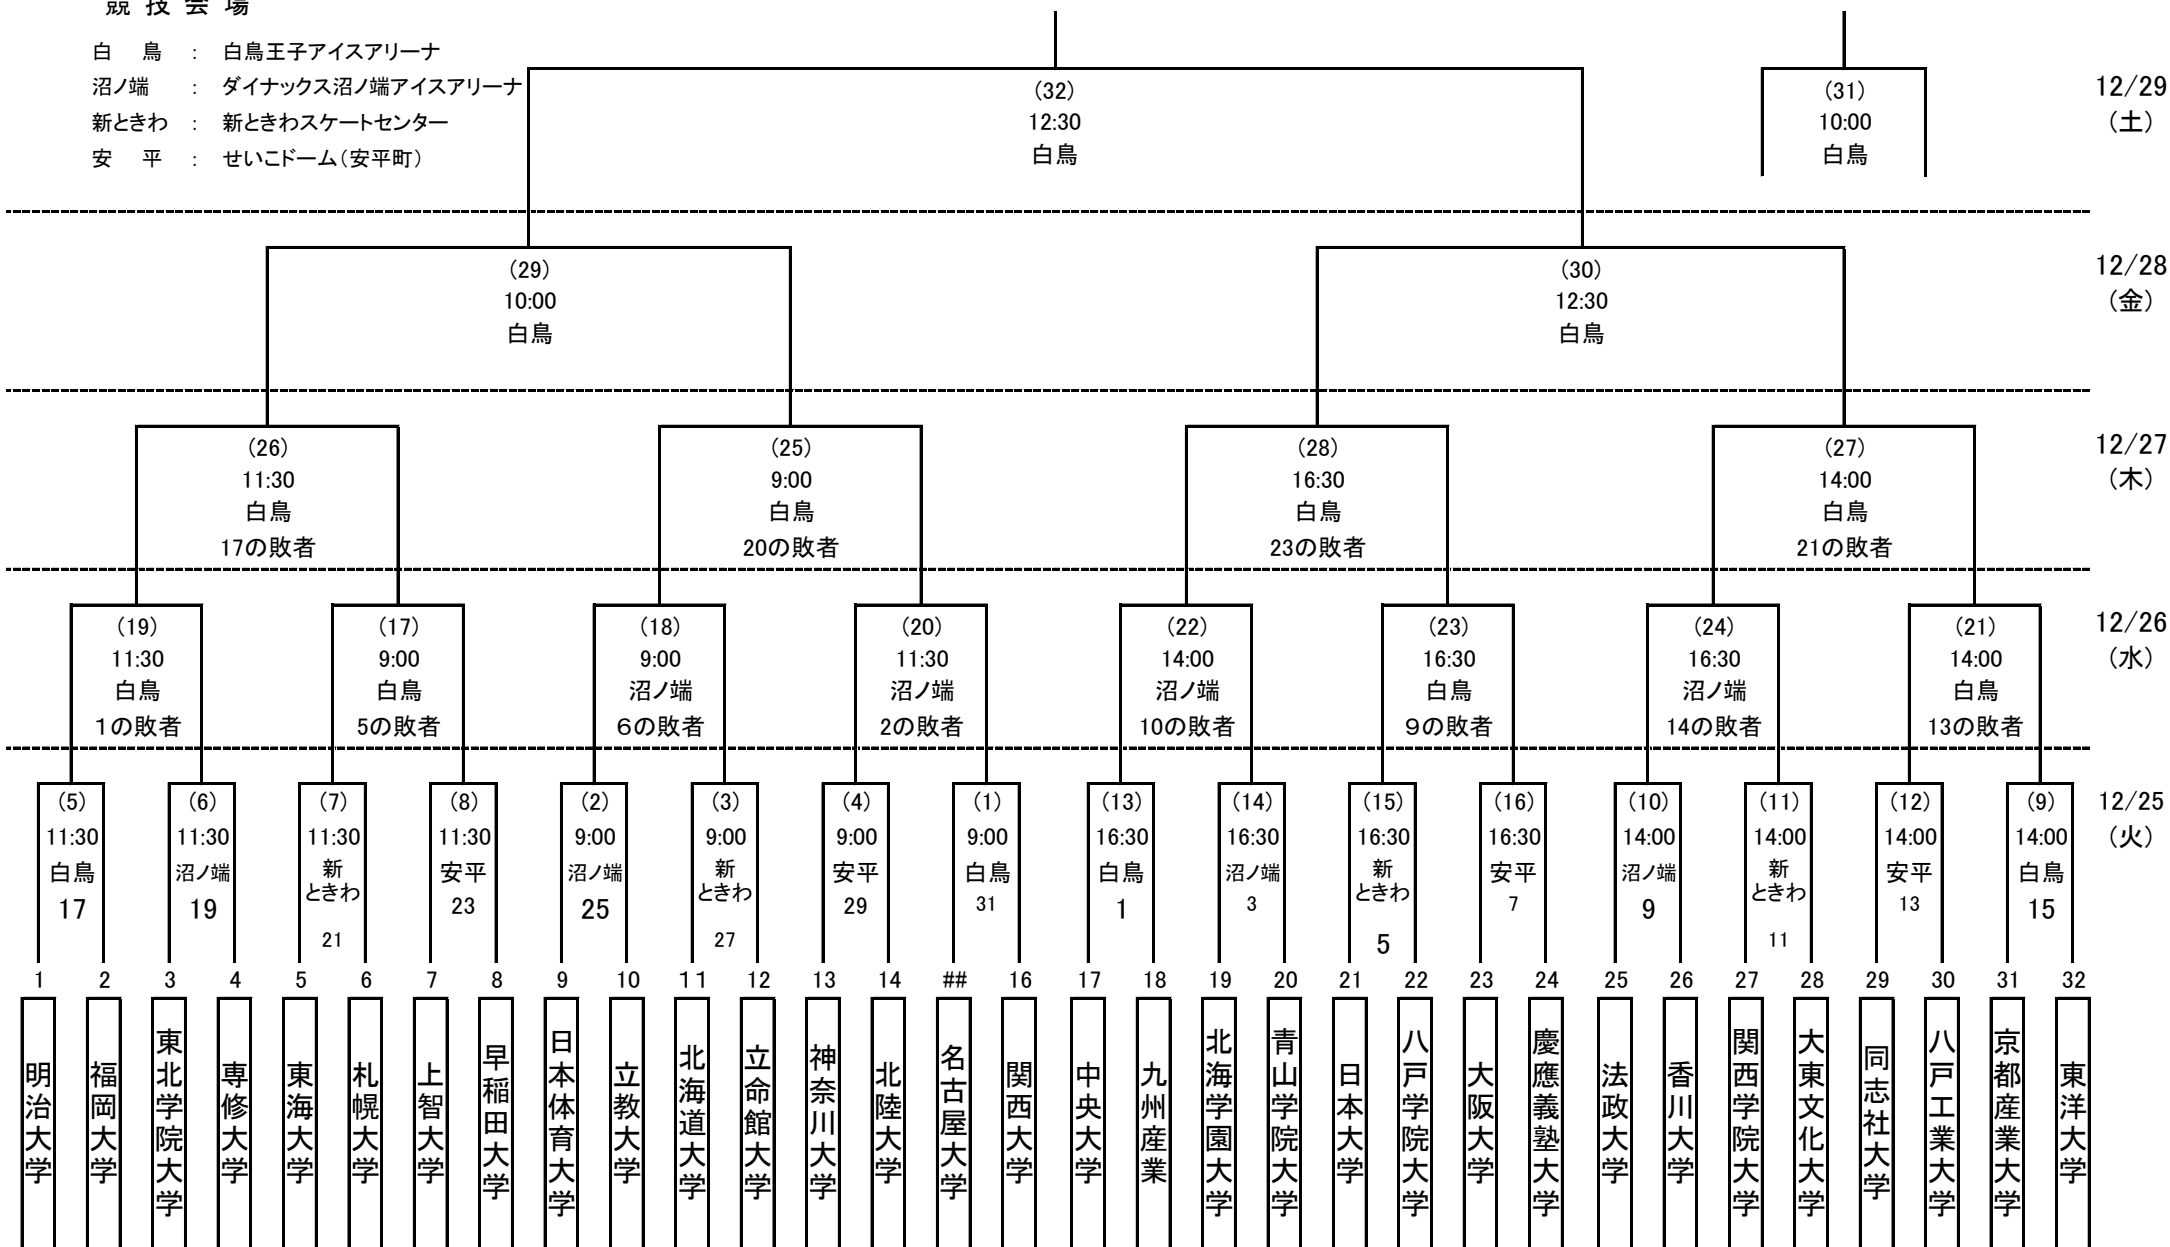 競技会場
白鳥 : 白鳥王子アイスアリーナ
沼ノ端 : ダイナックス沼ノ端アイスアリーナ
新ときわ : 新ときわスケートセンター
安平 : せいこドーム(安平町)
(32) (31) 12/29
12:30 10:00 (土)
白鳥 白鳥
(29) (30) 12/28
10:00 12:30 (金)
白鳥 白鳥
(26) (25) (28) (27) 12/27
11:30 9:00 16:30 14:00 (木)
白鳥 白鳥 白鳥 白鳥
17の敗者 20の敗者 23の敗者 21の敗者
(19) (17) (18) (20) (22) (23) (24) (21) 12/26
11:30 9:00 9:00 11:30 14:00 16:30 16:30 14:00 (水)
白鳥 白鳥 沼ノ端 沼ノ端 沼ノ端 白鳥 沼ノ端 白鳥
1の敗者 5の敗者 6の敗者 2の敗者 10の敗者 9の敗者 14の敗者 13の敗者
(5) (6) (7) (8) (2) (3) (4) (1) (13) (14) (15) (16) (10) (11) (12) (9) 12/25
11:30 11:30 11:30 11:30 9:00 9:00 9:00 9:00 16:30 16:30 16:30 16:30 14:00 14:00 14:00 14:00 (火)
白鳥 沼ノ端 新ときわ 安平 沼ノ端 新ときわ 安平 白鳥 白鳥 沼ノ端 新ときわ 安平 沼ノ端 新ときわ 安平 白鳥
17 19 21 23 25 27 29 31 1 3 5 7 9 11 13 15
1 2 3 4 5 6 7 8 9 10 11 12 13 14 ## 16 17 18 19 20 21 22 23 24 25 26 27 28 29 30 31 32
明治大学
福岡大学
東北学院大学
専修大学
東海大学
札幌大学
上智大学
早稲田大学
日本体育大学
立教大学
北海道大学
立命館大学
神奈川大学
北陸大学
名古屋大学
関西大学
中央大学
九州産業
北海学園大学
青山学院大学
日本大学
八戸学院大学
大阪大学
慶應義塾大学
法政大学
香川大学
関西学院大学
大東文化大学
同志社大学
八戸工業大学
京都産業大学
東洋大学